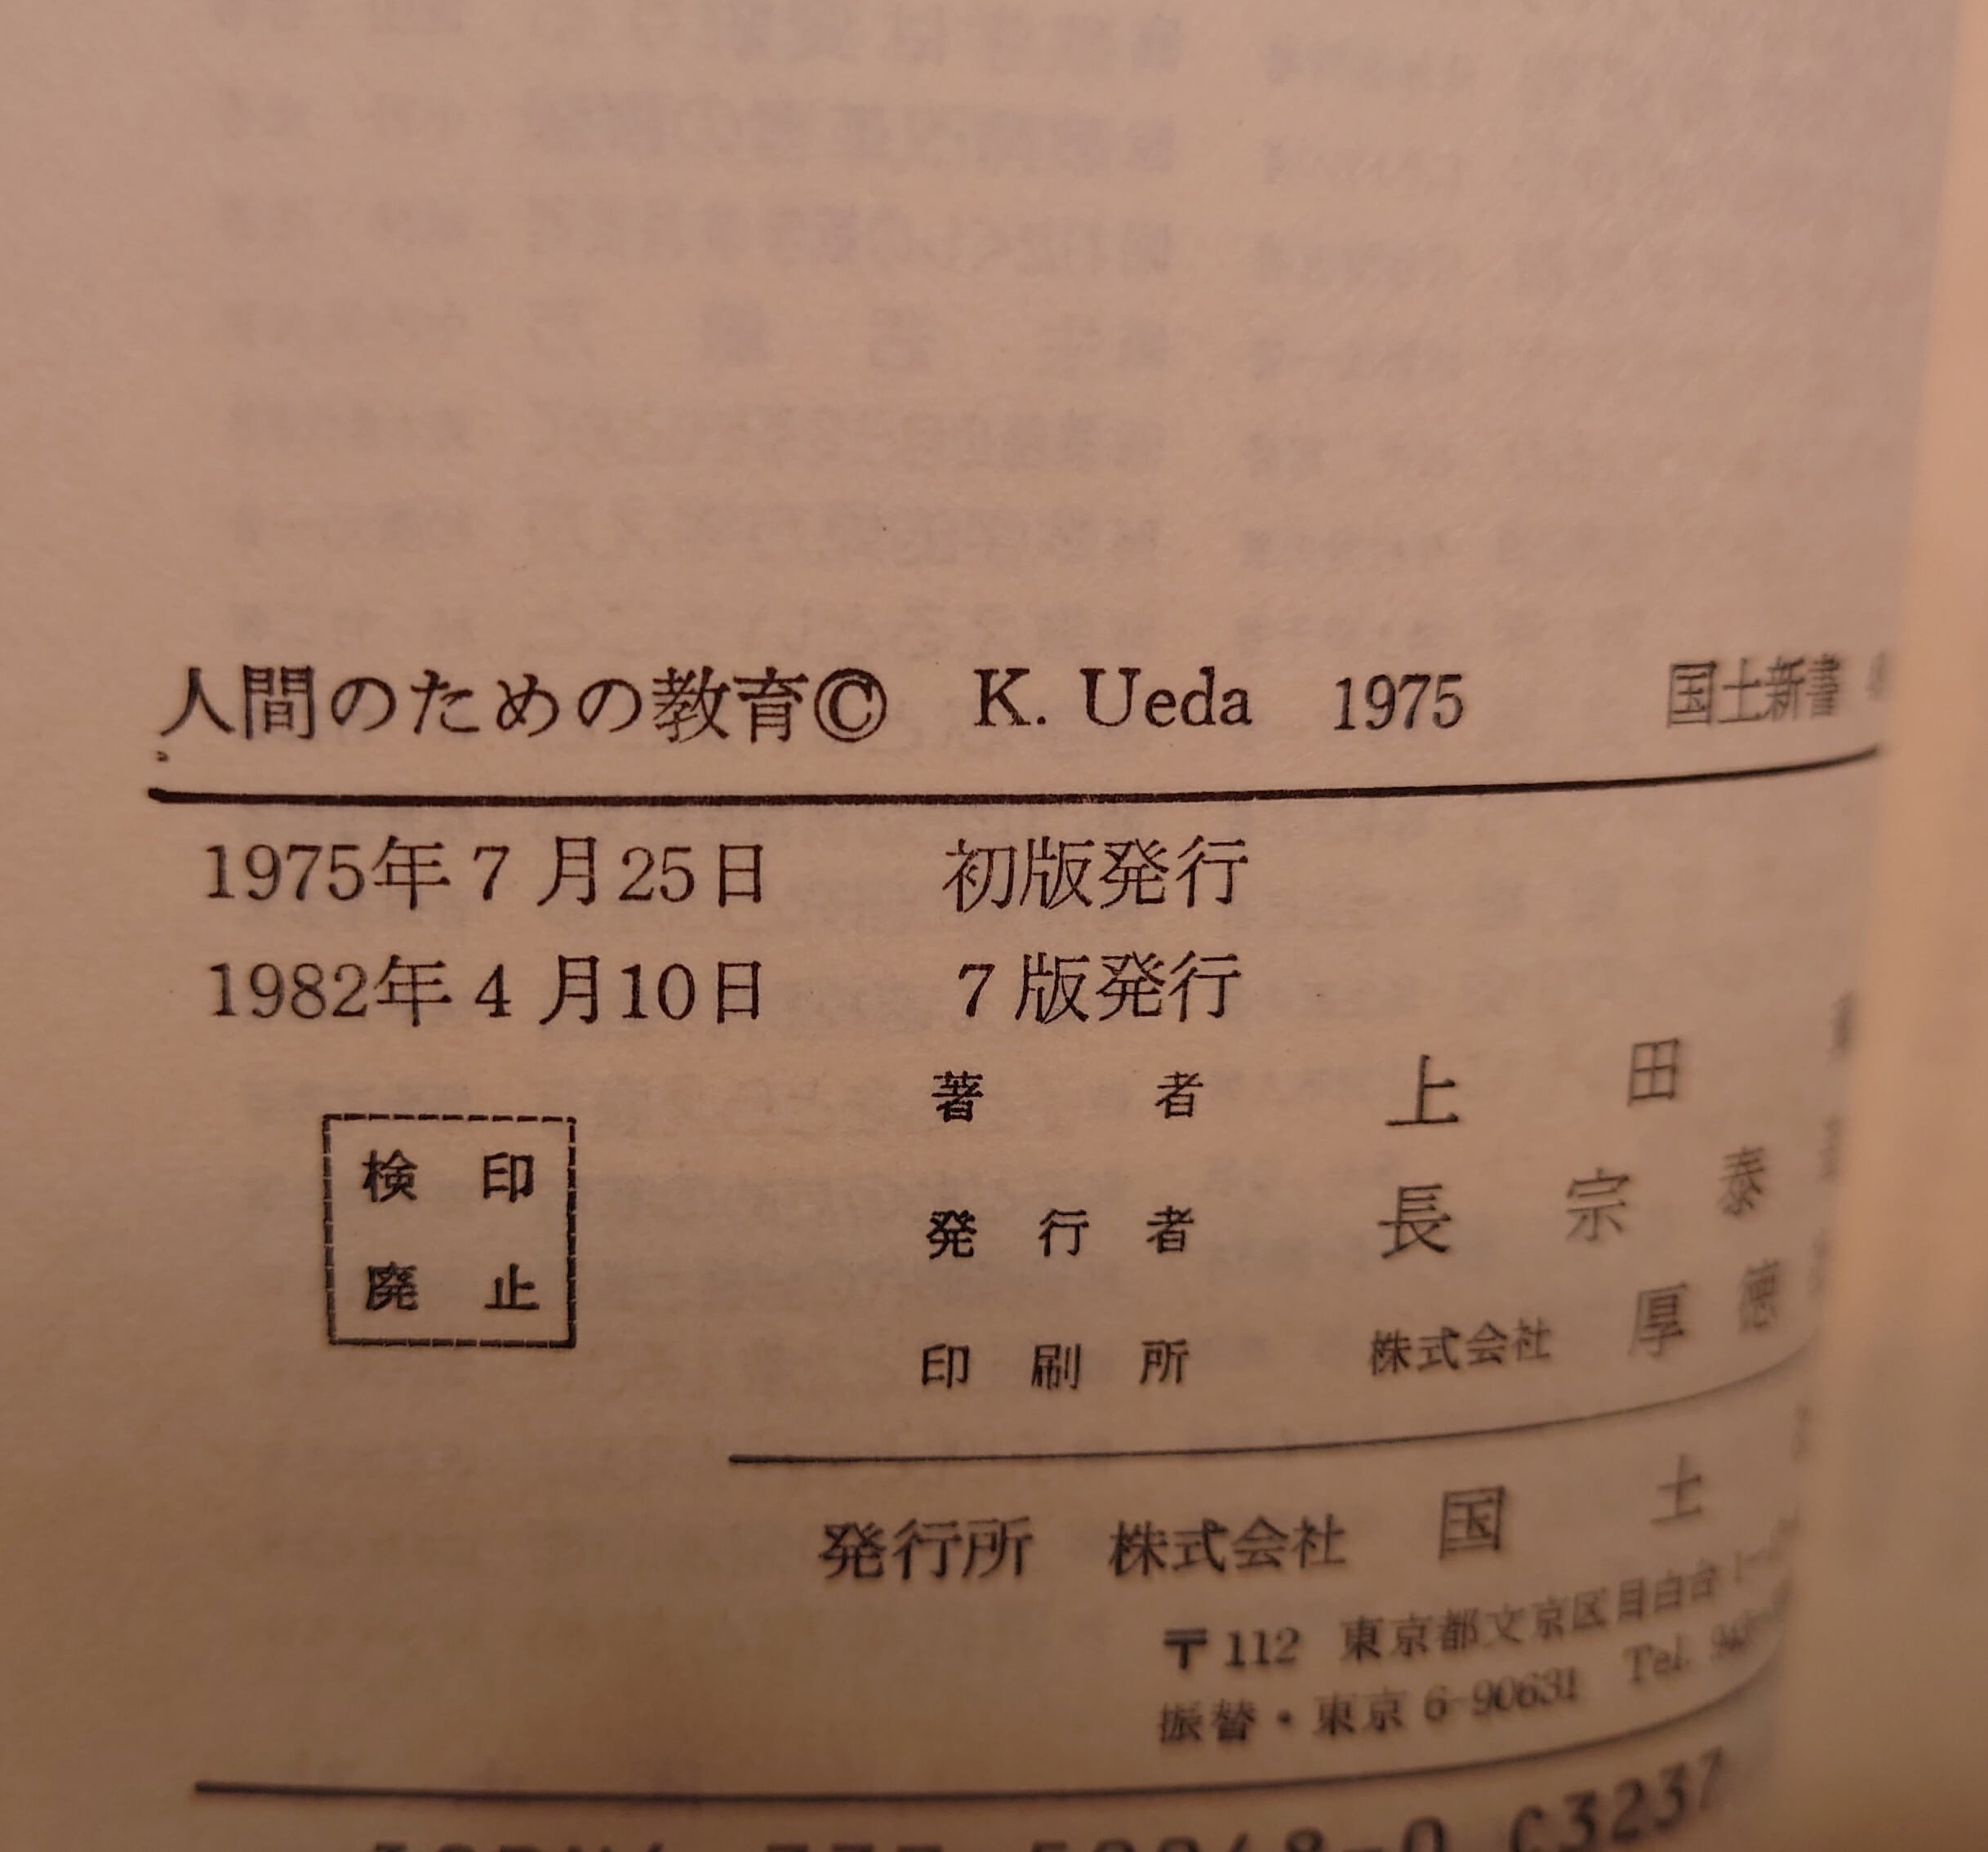 人間のための教育© K. Ueda 1975 国土新書
1975年7月25日 初版発行
1982年4月10日 7版発行
検印
廃止
著者 上田
発行者 長宗泰
印刷所 株式会社 厚徳
発行所 株式会社 国土
〒112 東京都文京区目白台
振替・東京6-90631 Tel.
C3237